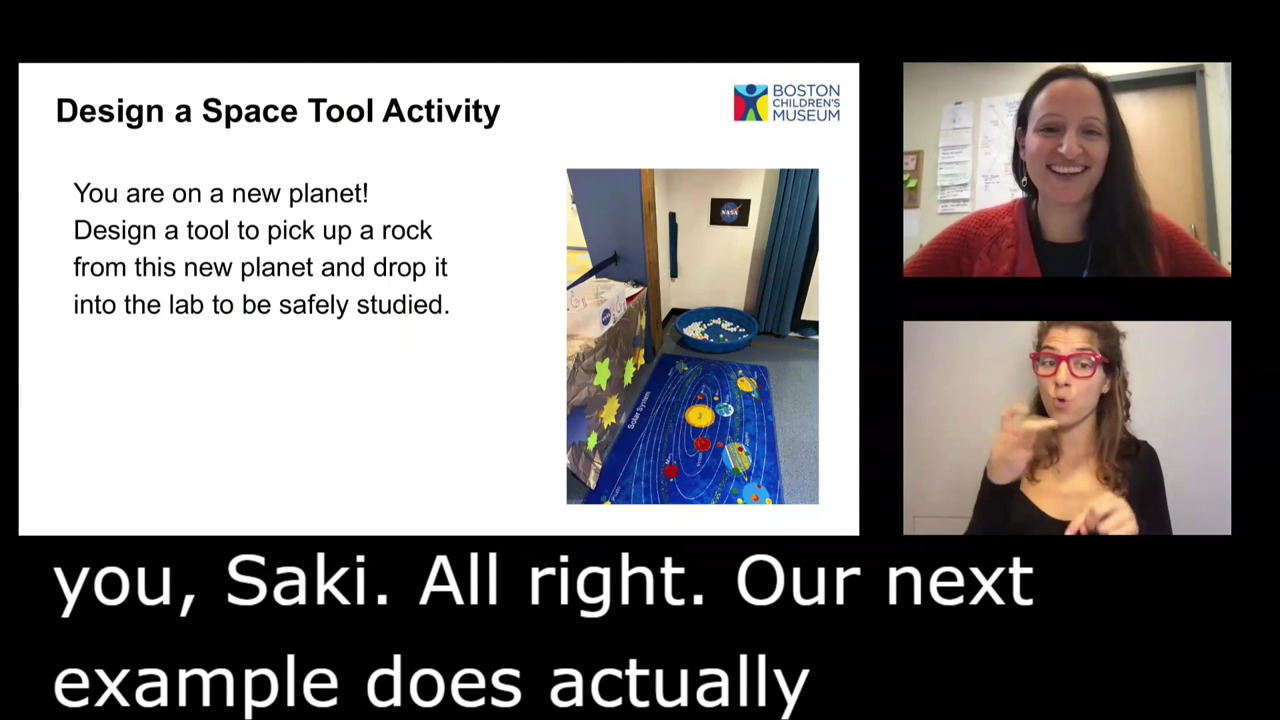 Design a Space Tool Activity
BOSTON
CHILDREN'S
MUSEUM
You are on a new planet!
Design a tool to pick up a rock
from this new planet and drop it
into the lab to be safely studied.
NASA
Solar System
you, Saki. All right. Our next
example does actually